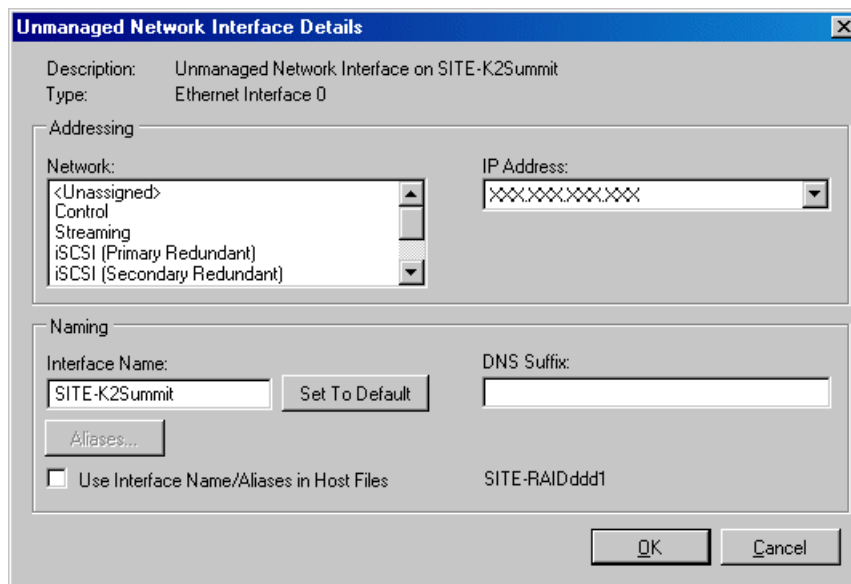 Unmanaged Network Interface Details
Description: Unmanaged Network Interface on SITE-K2Summit
Type: Ethernet Interface 0
Addressing
Network:
<Unassigned>
Control
Streaming
iSCSI (Primary Redundant)
iSCSI (Secondary Redundant)
IP Address:
XXX.XXX.XXX.XXX
Naming
Interface Name:
SITE-K2Summit
Set To Default
DNS Suffix:
Aliases...
Use Interface Name/Aliases in Host Files
SITE-RAIDddd1
OK
Cancel